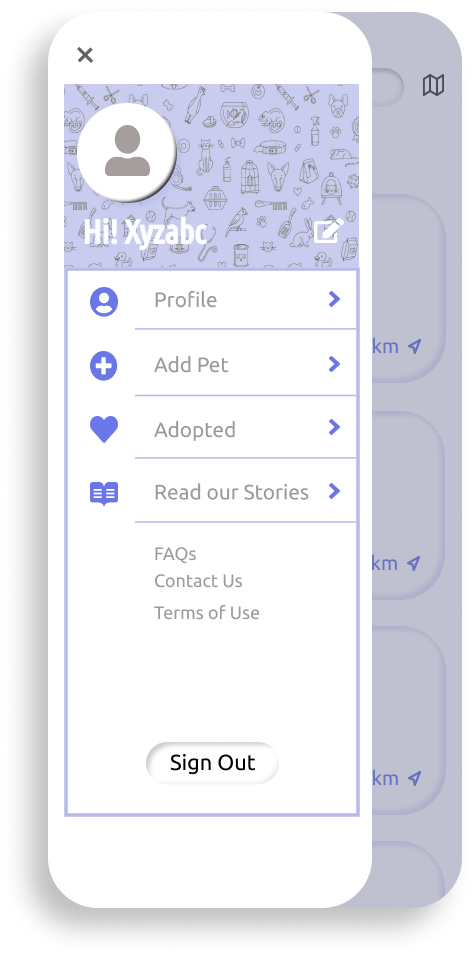 Hi! Xyzabc
Profile
km
Add Pet
Adopted
Read our Stories
FAQs
km
Contact Us
Terms of Use
Sign Out
km